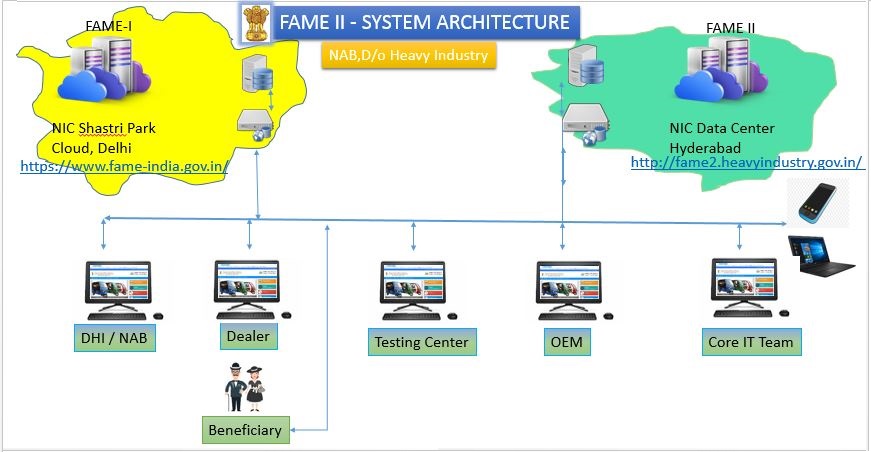 FAME II - SYSTEM ARCHITECTURE
NAB,D/o Heavy Industry
FAME-I
NIC Shastri Park
Cloud, Delhi
https://www.fame-india.gov.in/
FAME II
NIC Data Center
Hyderabad
http://fame2.heavyindustry.gov.in/
DHI / NAB
Dealer
Testing Center
OEM
Core IT Team
Beneficiary